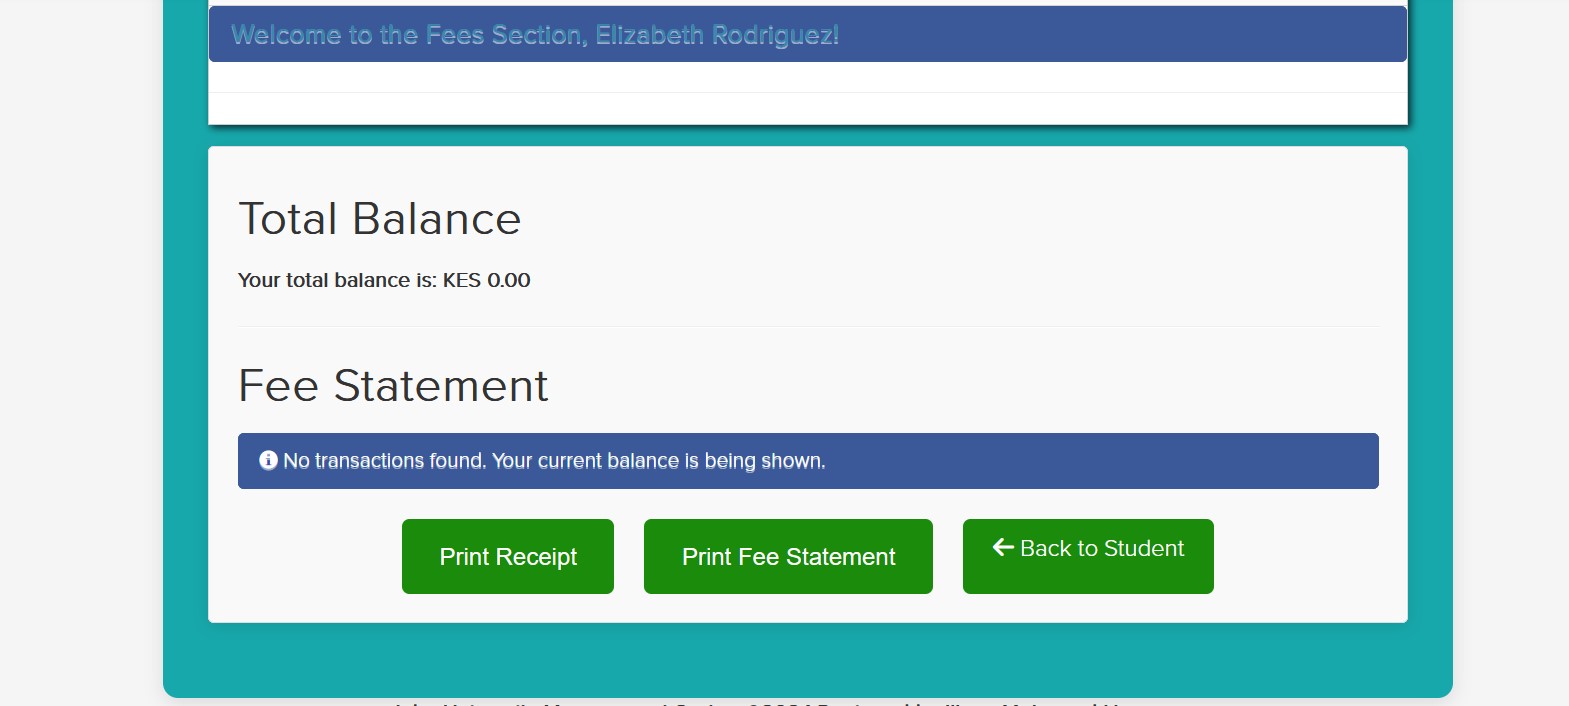 Welcome to the Fees Section, Elizabeth Rodriguez!
Total Balance
Your total balance is: KES 0.00
Fee Statement
No transactions found. Your current balance is being shown.
Print Receipt
Print Fee Statement
Back to Student